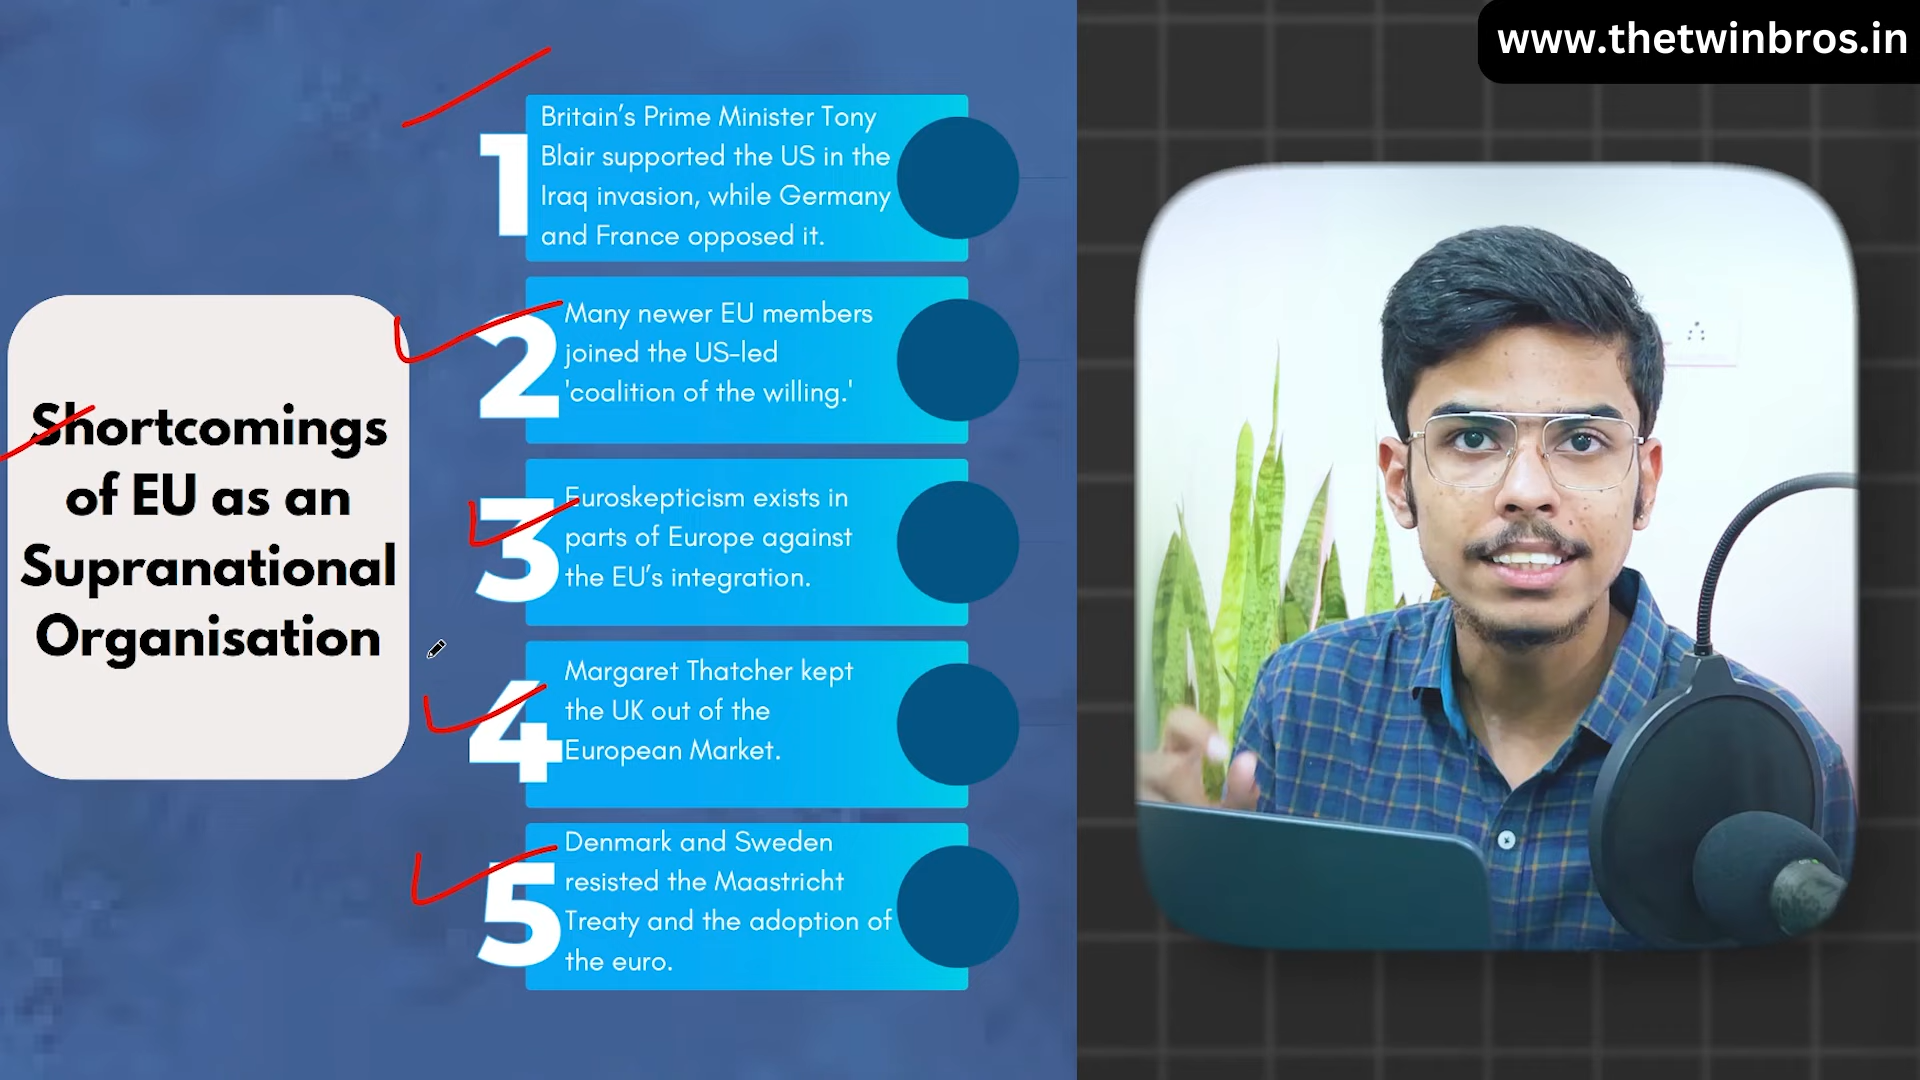 www.thetwinbros.in
Shortcomings
of EU as an
Supranational
Organisation
1
Britain’s Prime Minister Tony
Blair supported the US in the
Iraq invasion, while Germany
and France opposed it.
2
Many newer EU members
joined the US-led
'coalition of the willing.'
3
Euroskepticism exists in
parts of Europe against
the EU’s integration.
4
Margaret Thatcher kept
the UK out of the
European Market.
5
Denmark and Sweden
resisted the Maastricht
Treaty and the adoption of
the euro.